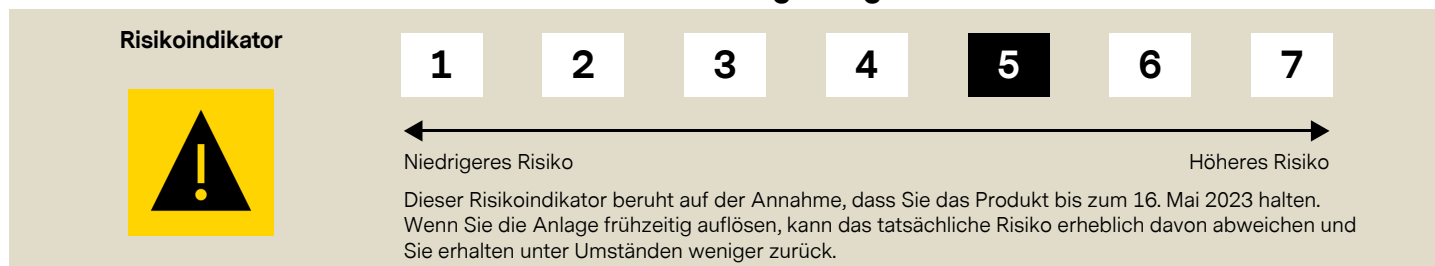 Risikoindikator
1 2 3 4 5 6 7
Niedrigeres Risiko Höheres Risiko
Dieser Risikoindikator beruht auf der Annahme, dass Sie das Produkt bis zum 16. Mai 2023 halten.
Wenn Sie die Anlage frühzeitig auflösen, kann das tatsächliche Risiko erheblich davon abweichen und
Sie erhalten unter Umständen weniger zurück.